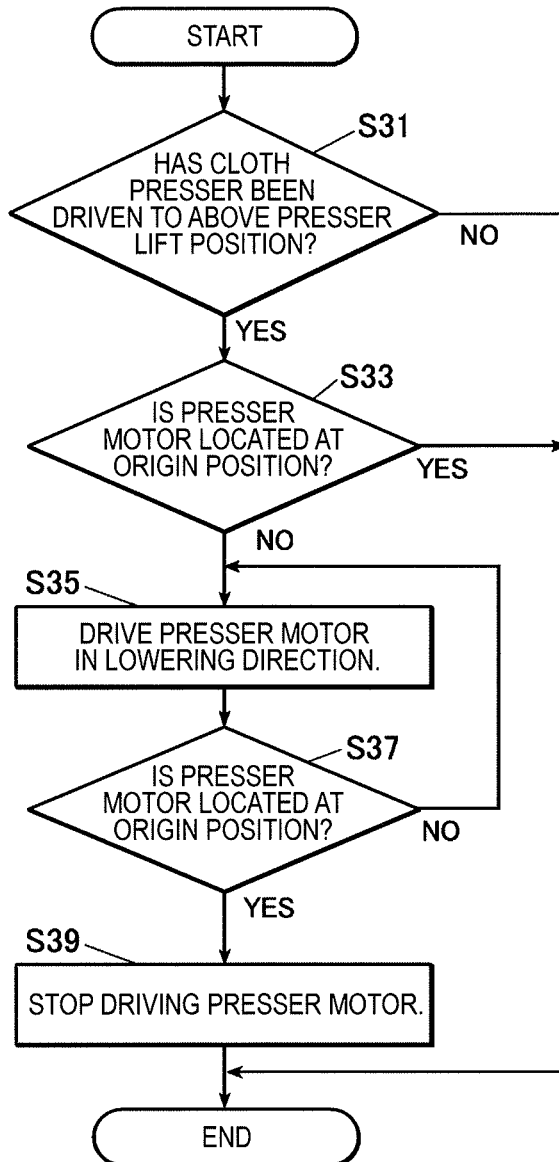 START
S31
HAS CLOTH
PRESSER BEEN
DRIVEN TO ABOVE PRESSER
LIFT POSITION?
NO
YES
S33
IS PRESSER
MOTOR LOCATED AT
ORIGIN POSITION?
YES
NO
S35
DRIVE PRESSER MOTOR
IN LOWERING DIRECTION.
S37
IS PRESSER
MOTOR LOCATED AT
ORIGIN POSITION?
NO
YES
S39
STOP DRIVING PRESSER MOTOR.
END